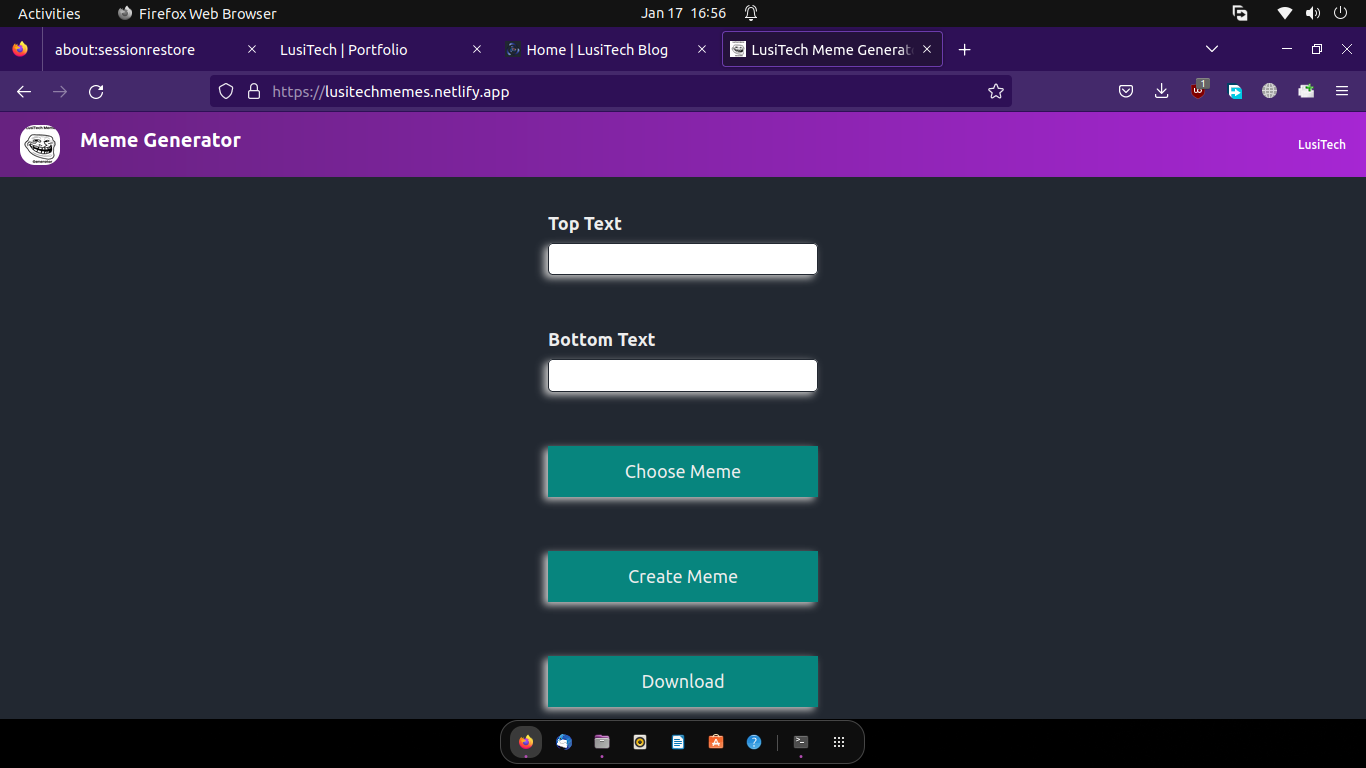 Activities Firefox Web Browser Jan 17 16:56
about:sessionrestore LusiTech | Portfolio Home | LusiTech Blog LusiTech Meme Generat
https://lusitechmemes.netlify.app 1
Meme Generator LusiTech
Top Text
Bottom Text
Choose Meme
Create Meme
Download